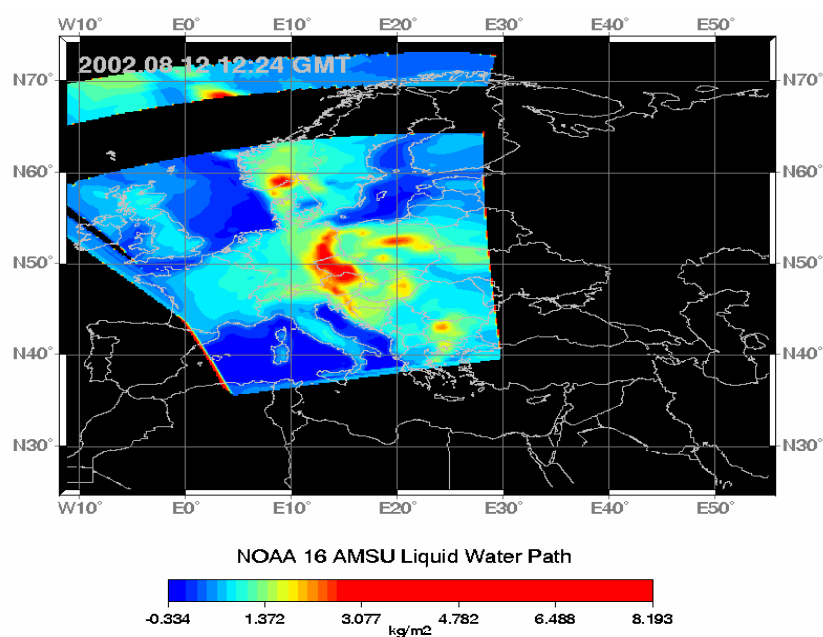 W10° E0° E10° E20° E30° E40° E50°
2002.08.12 12:24 GMT
N70° N70°
N60° N60°
N50° N50°
N40° N40°
N30° N30°
W10° E0° E10° E20° E30° E40° E50°
NOAA 16 AMSU Liquid Water Path
-0.334 1.372 3.077 4.782 6.488 8.193
kg/m2